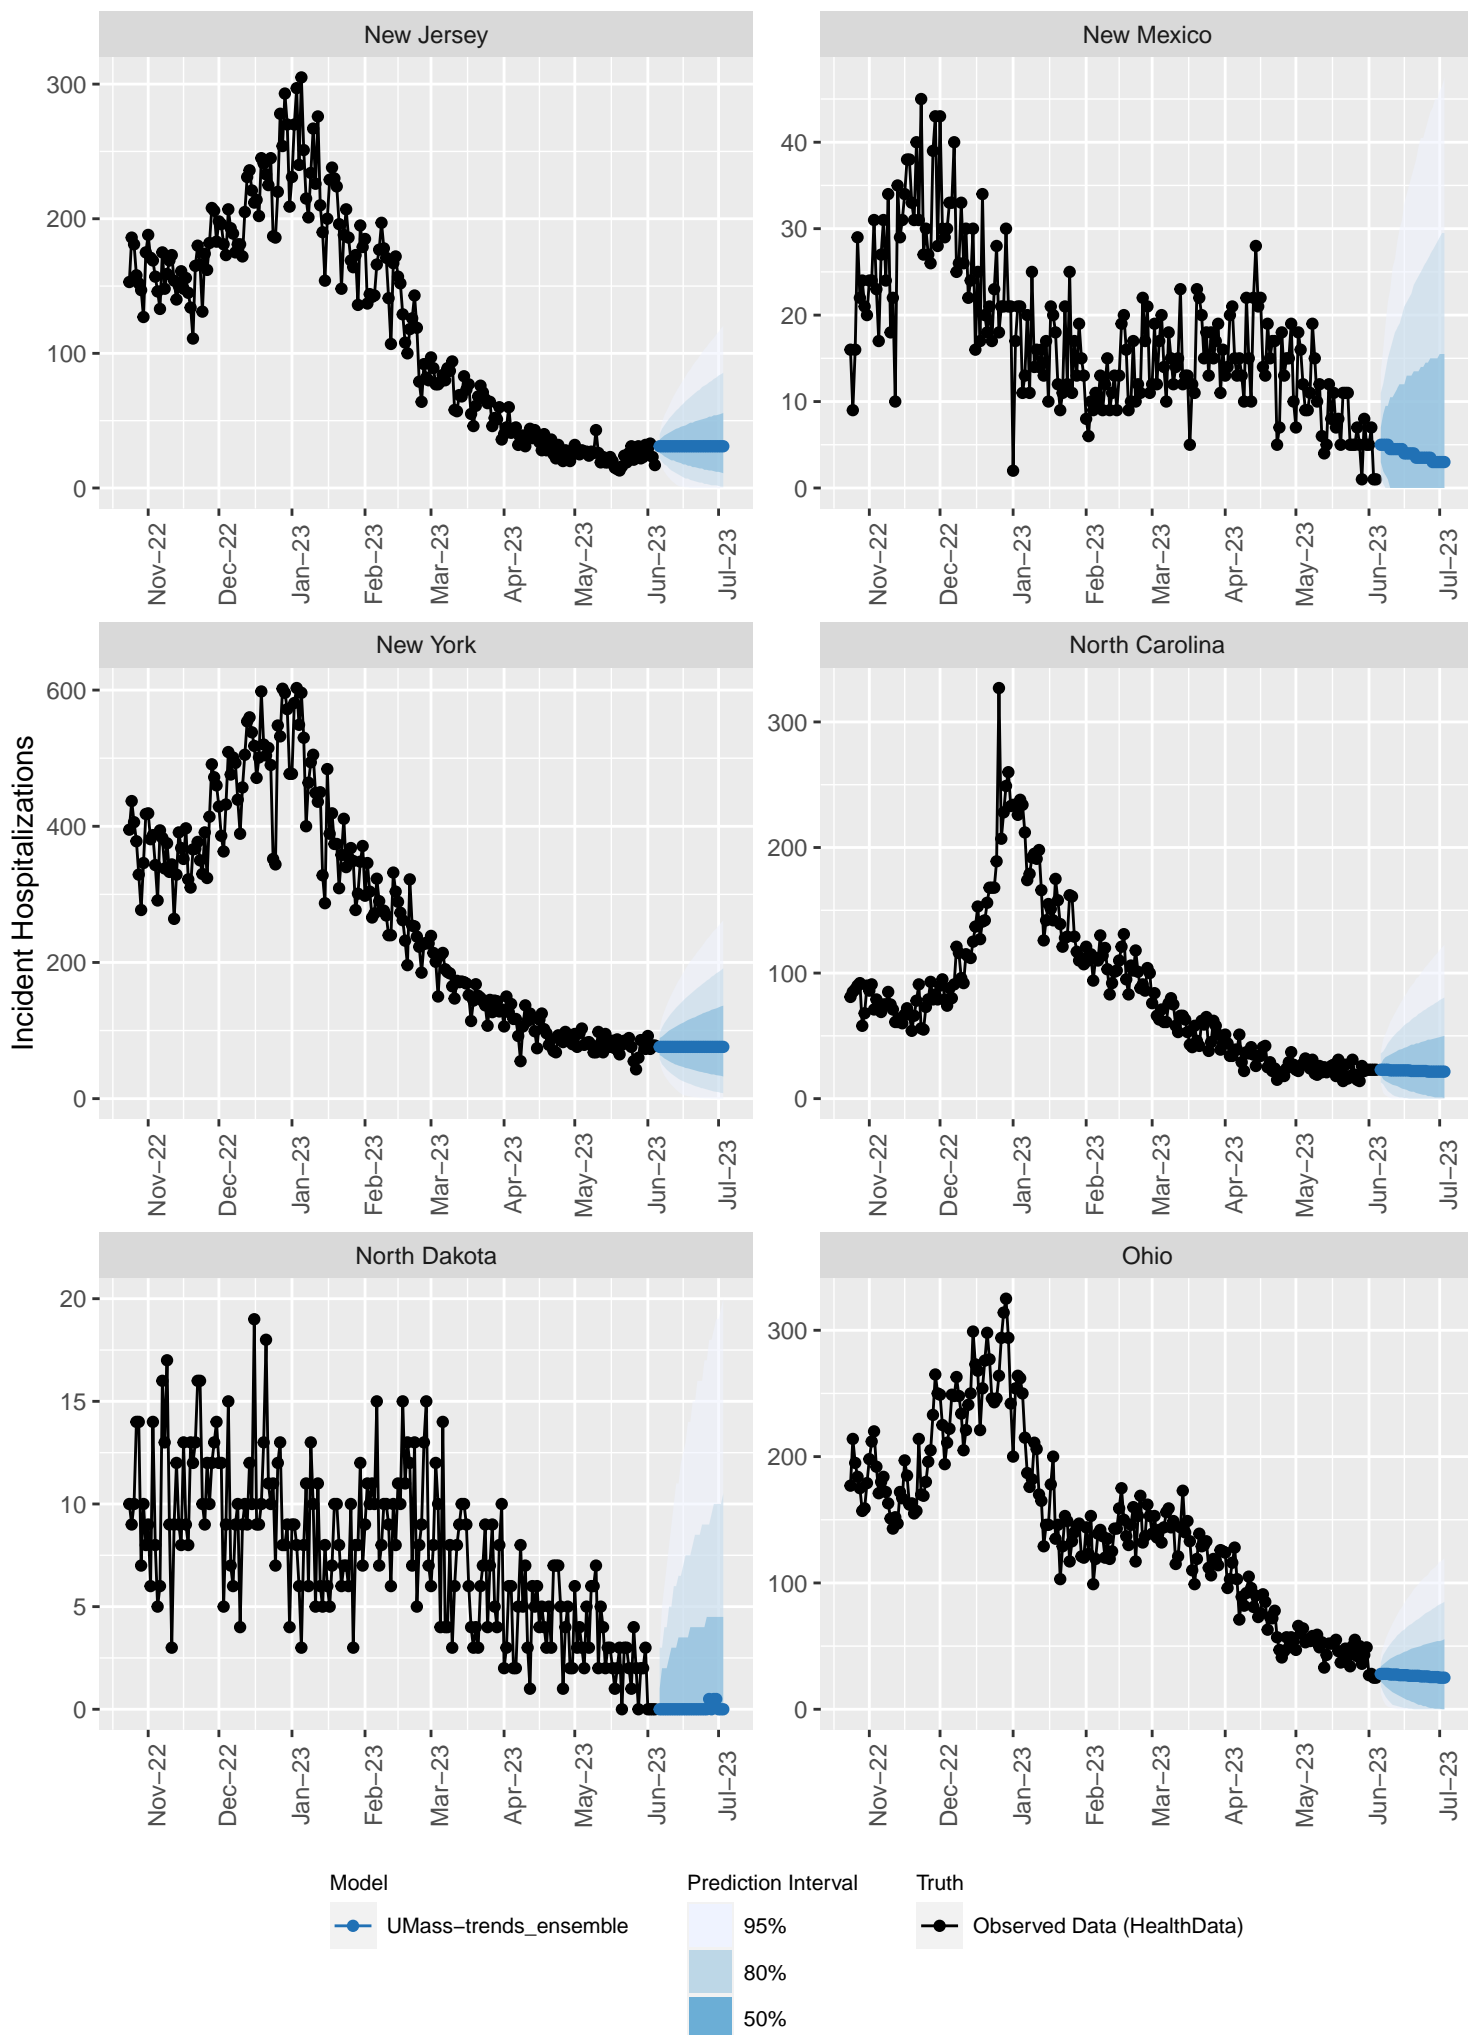 New Jersey
New Mexico
300
200
100
0
40
30
20
10
0
Nov−22
Dec−22
Jan−23
Feb−23
Mar−23
Apr−23
May−23
Jun−23
Jul−23
Nov−22
Dec−22
Jan−23
Feb−23
Mar−23
Apr−23
May−23
Jun−23
Jul−23
Incident Hospitalizations
New York
North Carolina
600
400
200
0
300
200
100
0
Nov−22
Dec−22
Jan−23
Feb−23
Mar−23
Apr−23
May−23
Jun−23
Jul−23
Nov−22
Dec−22
Jan−23
Feb−23
Mar−23
Apr−23
May−23
Jun−23
Jul−23
North Dakota
Ohio
20
15
10
5
0
300
200
100
0
Nov−22
Dec−22
Jan−23
Feb−23
Mar−23
Apr−23
May−23
Jun−23
Jul−23
Nov−22
Dec−22
Jan−23
Feb−23
Mar−23
Apr−23
May−23
Jun−23
Jul−23
Model
UMass−trends_ensemble
Prediction Interval
95%
80%
50%
Truth
Observed Data (HealthData)